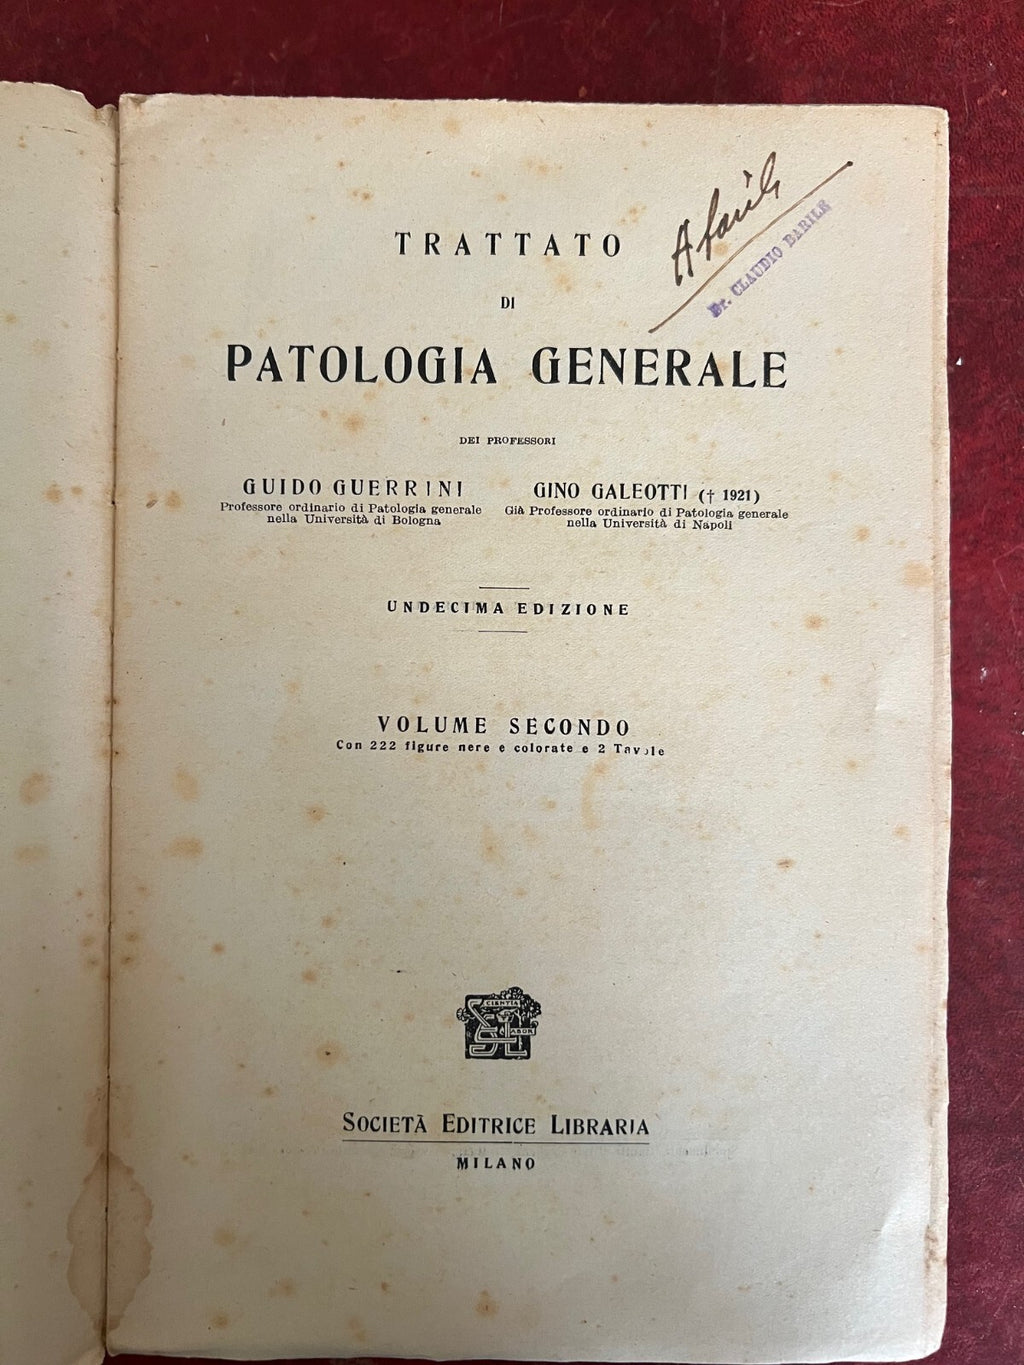 TRATTATO
DI
PATOLOGIA GENERALE
Dr. CLAUDIO BARILE
DEI PROFESSORI
GUIDO GUERRINI
Professore ordinario di Patologia generale
nella Università di Bologna
GINO GALEOTTI († 1921)
Già Professore ordinario di Patologia generale
nella Università di Napoli
UNDECIMA EDIZIONE
VOLUME SECONDO
Con 222 figure nere e colorate e 2 Tavole
SCIENTIA
LABOR
SOCIETÀ EDITRICE LIBRARIA
MILANO